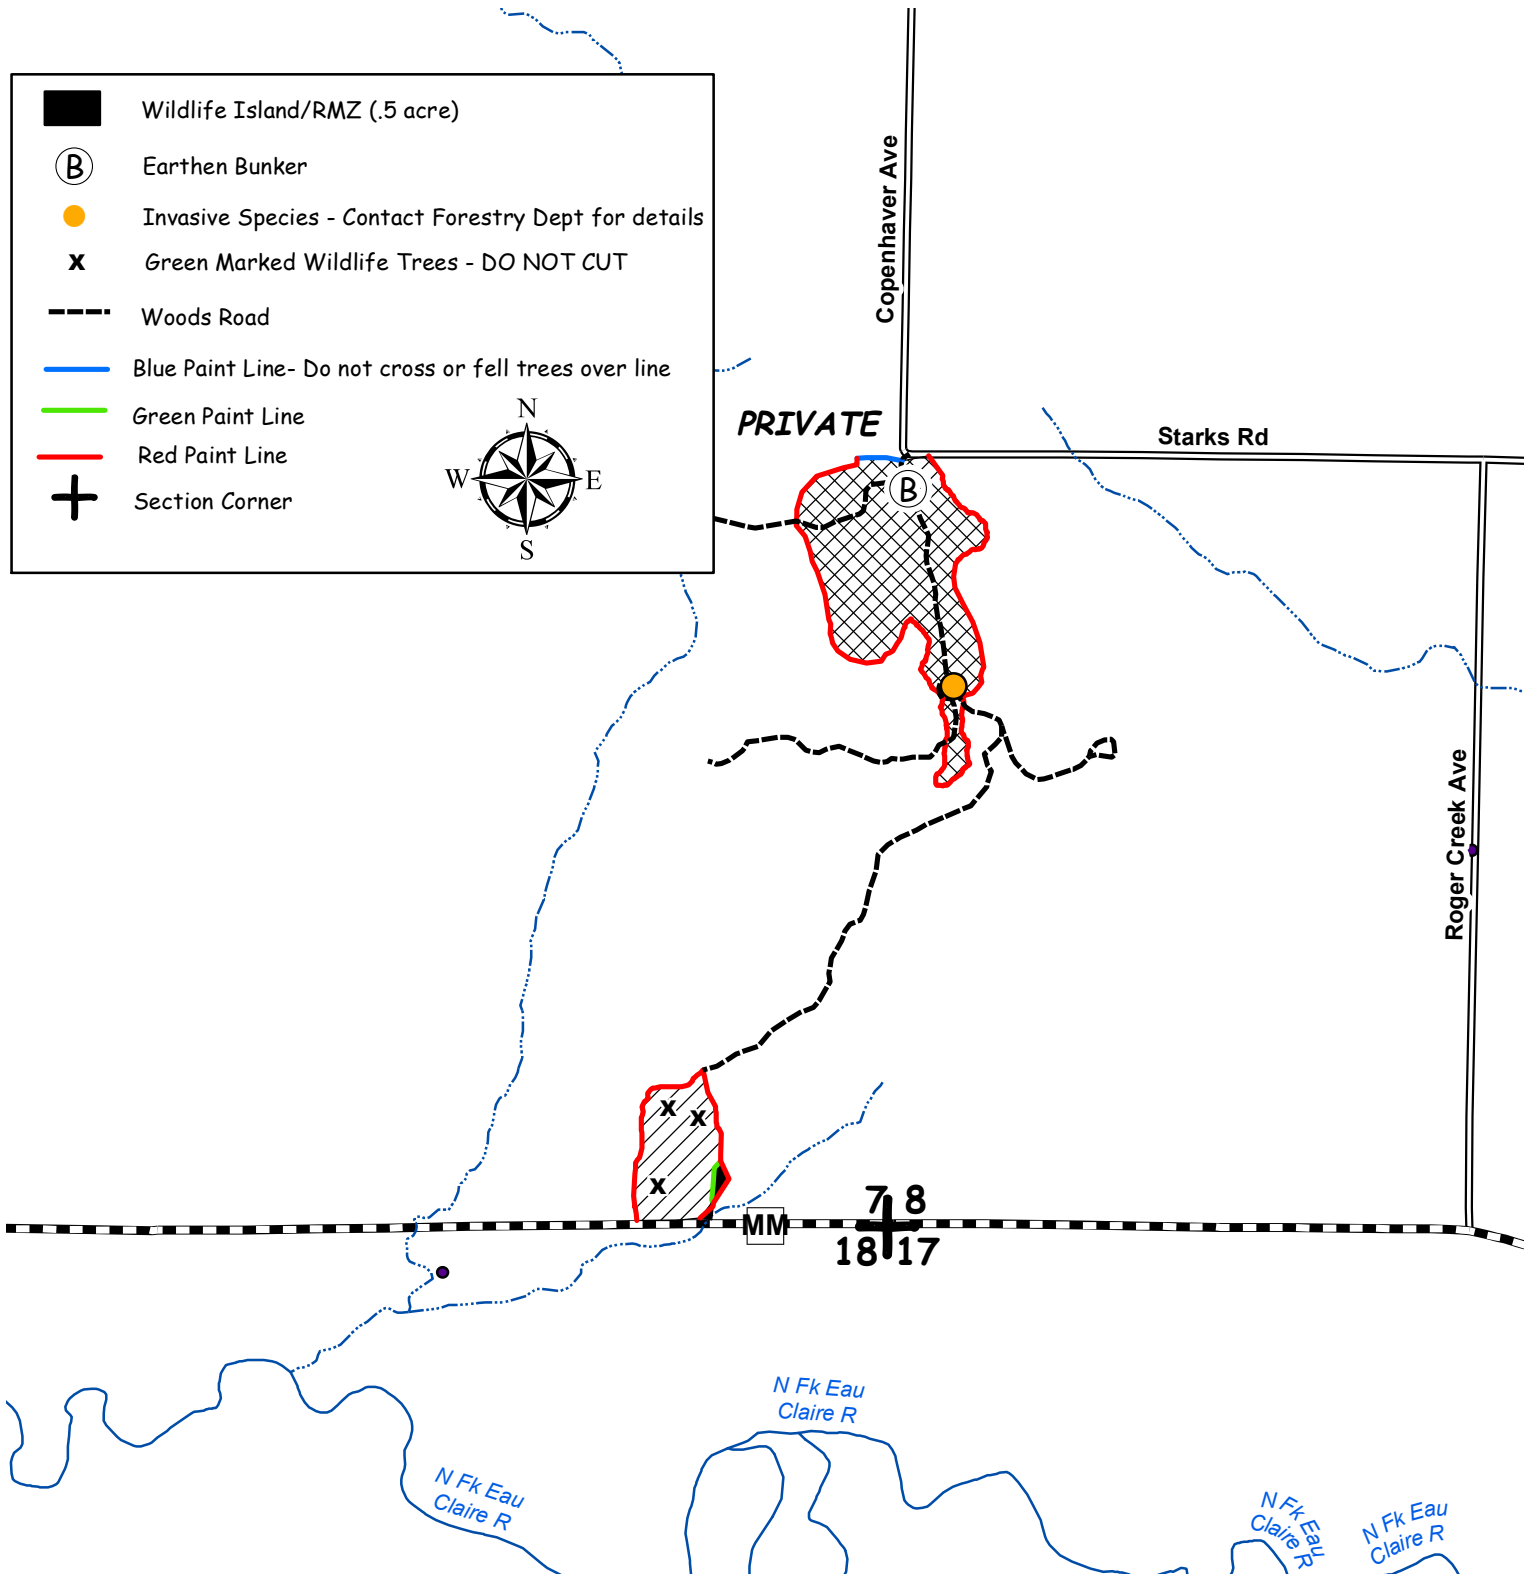 Wildlife Island/RMZ (.5 acre)
B
Earthen Bunker
Invasive Species - Contact Forestry Dept for details
x
Green Marked Wildlife Trees - DO NOT CUT
Woods Road
Blue Paint Line- Do not cross or fell trees over line
Green Paint Line
Red Paint Line
Section Corner
N
W
E
S
Copenhaver Ave
PRIVATE
Starks Rd
B
Roger Creek Ave
x
x
x
MM
7 8
18 17
N Fk Eau
Claire R
N Fk Eau
Claire R
N Fk Eau
Claire R
N Fk Eau
Claire R